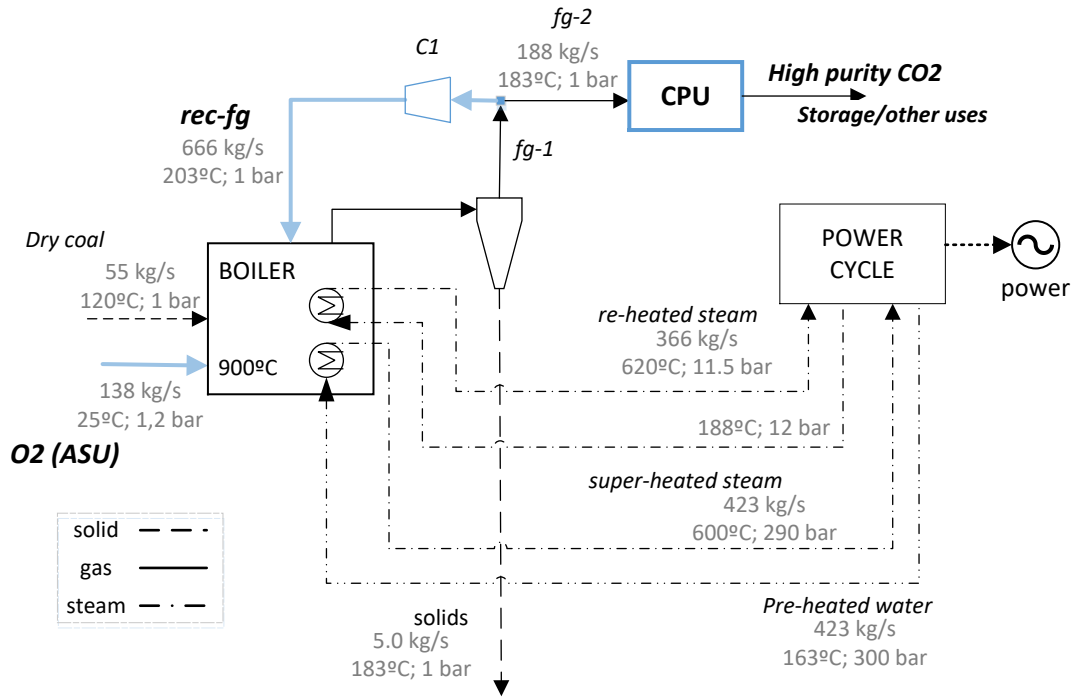 fg-2
C1
188 kg/s
183ºC; 1 bar
CPU
High purity CO2
Storage/other uses
rec-fg
666 kg/s
203ºC; 1 bar
fg-1
Dry coal
55 kg/s
120ºC; 1 bar
BOILER
900ºC
138 kg/s
25ºC; 1,2 bar
O2 (ASU)
POWER
CYCLE
power
re-heated steam
366 kg/s
620ºC; 11.5 bar
188ºC; 12 bar
super-heated steam
423 kg/s
600ºC; 290 bar
solid
gas
steam
solids
5.0 kg/s
183ºC; 1 bar
Pre-heated water
423 kg/s
163ºC; 300 bar